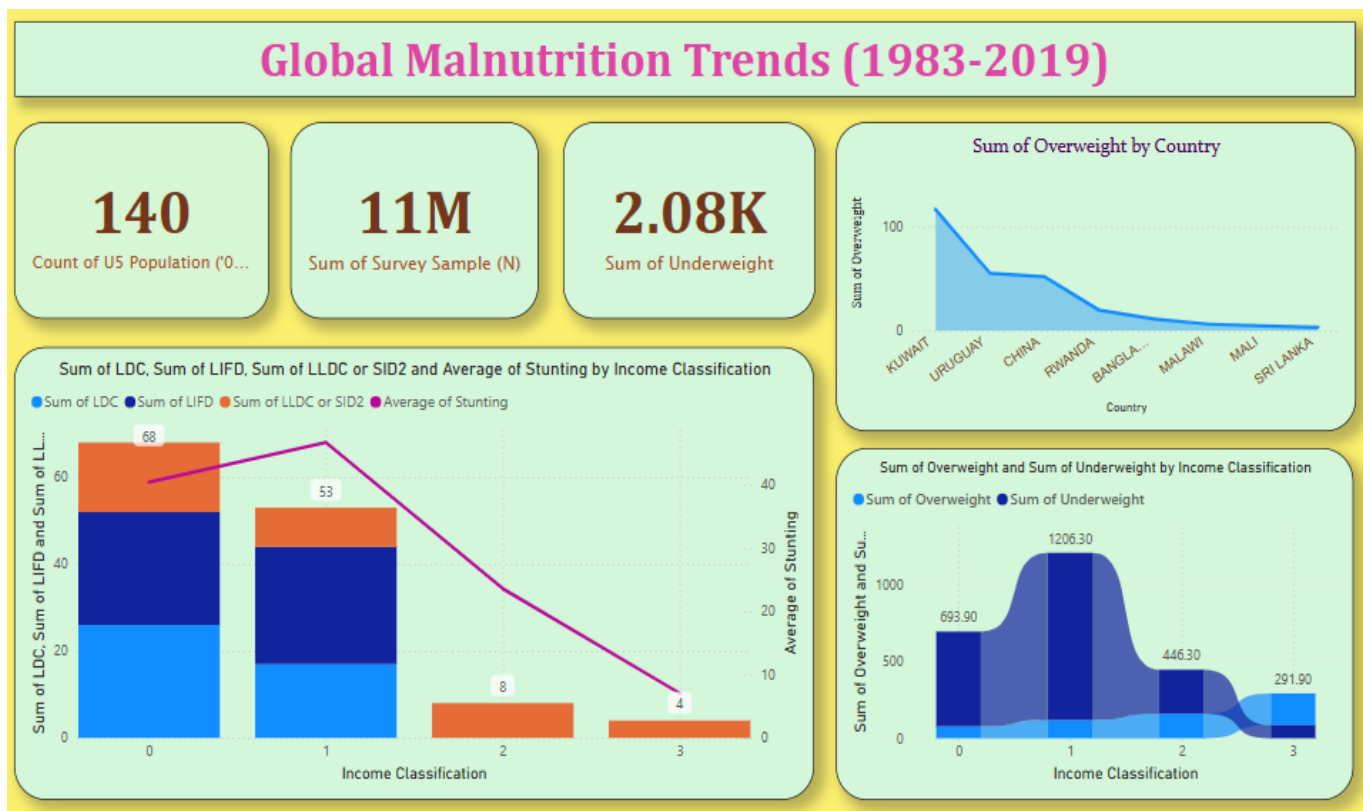 Global Malnutrition Trends (1983-2019)
140
Count of U5 Population ('0...
11M
Sum of Survey Sample (N)
2.08K
Sum of Underweight
Sum of Overweight by Country
Sum of Overweight
100
0
KUWAIT
URUGUAY
CHINA
RWANDA
BANGLA...
MALAWI
MALI
SRI LANKA
Country
Sum of LDC, Sum of LIFD, Sum of LLDC or SID2 and Average of Stunting by Income Classification
Sum of LDC Sum of LIFD Sum of LLDC or SID2 Average of Stunting
Sum of LDC, Sum of LIFD and Sum of LL...
60
40
20
0
68
53
8
4
40
30
20
10
0
Average of Stunting
0 1 2 3
Income Classification
Sum of Overweight and Sum of Underweight by Income Classification
Sum of Overweight Sum of Underweight
Sum of Overweight and Su...
1000
500
0
693.90
1206.30
446.30
291.90
0 1 2 3
Income Classification